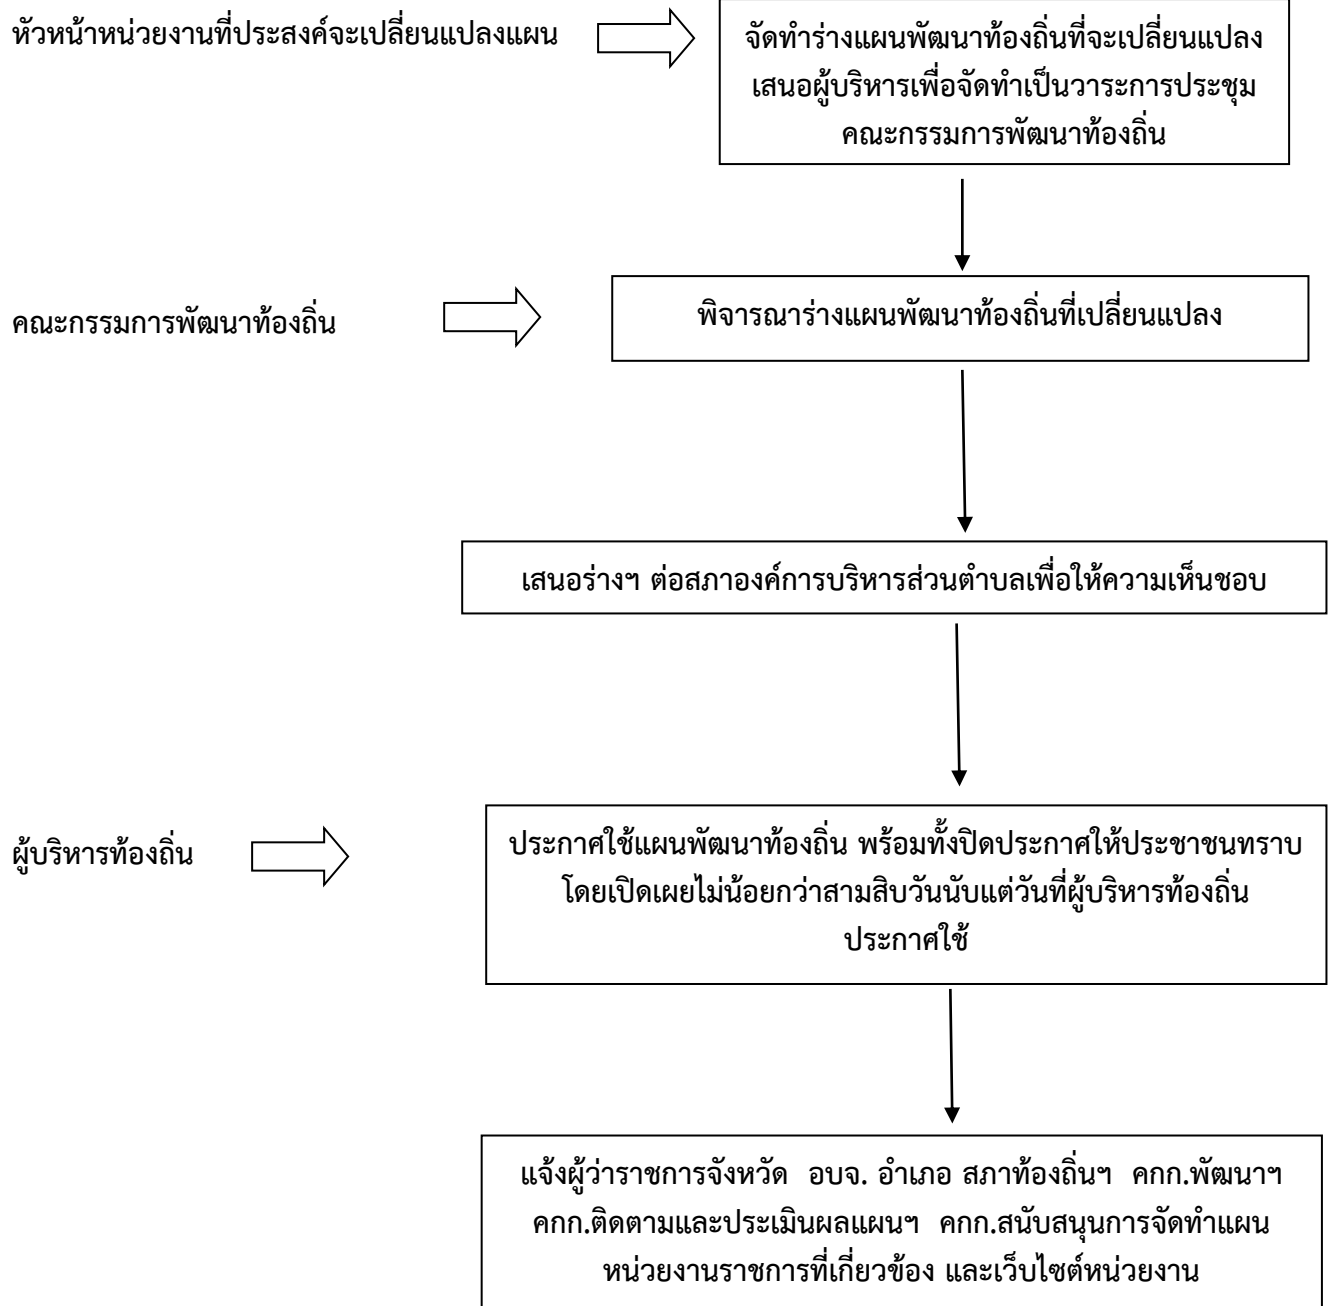 หัวหน้าหน่วยงานที่ประสงค์จะเปลี่ยนแปลงแผน
จัดทำร่างแผนพัฒนาท้องถิ่นที่จะเปลี่ยนแปลง
เสนอผู้บริหารเพื่อจัดทำเป็นวาระการประชุม
คณะกรรมการพัฒนาท้องถิ่น
คณะกรรมการพัฒนาท้องถิ่น
พิจารณาร่างแผนพัฒนาท้องถิ่นที่เปลี่ยนแปลง
เสนอร่างฯ ต่อสภาองค์การบริหารส่วนตำบลเพื่อให้ความเห็นชอบ
ผู้บริหารท้องถิ่น
ประกาศใช้แผนพัฒนาท้องถิ่น พร้อมทั้งปิดประกาศให้ประชาชนทราบ
โดยเปิดเผยไม่น้อยกว่าสามสิบวันนับแต่วันที่ผู้บริหารท้องถิ่น
ประกาศใช้
แจ้งผู้ว่าราชการจังหวัด อบจ. อำเภอ สภาท้องถิ่นฯ คกก.พัฒนาฯ
คกก.ติดตามและประเมินผลแผนฯ คกก.สนับสนุนการจัดทำแผน
หน่วยงานราชการที่เกี่ยวข้อง และเว็บไซต์หน่วยงาน